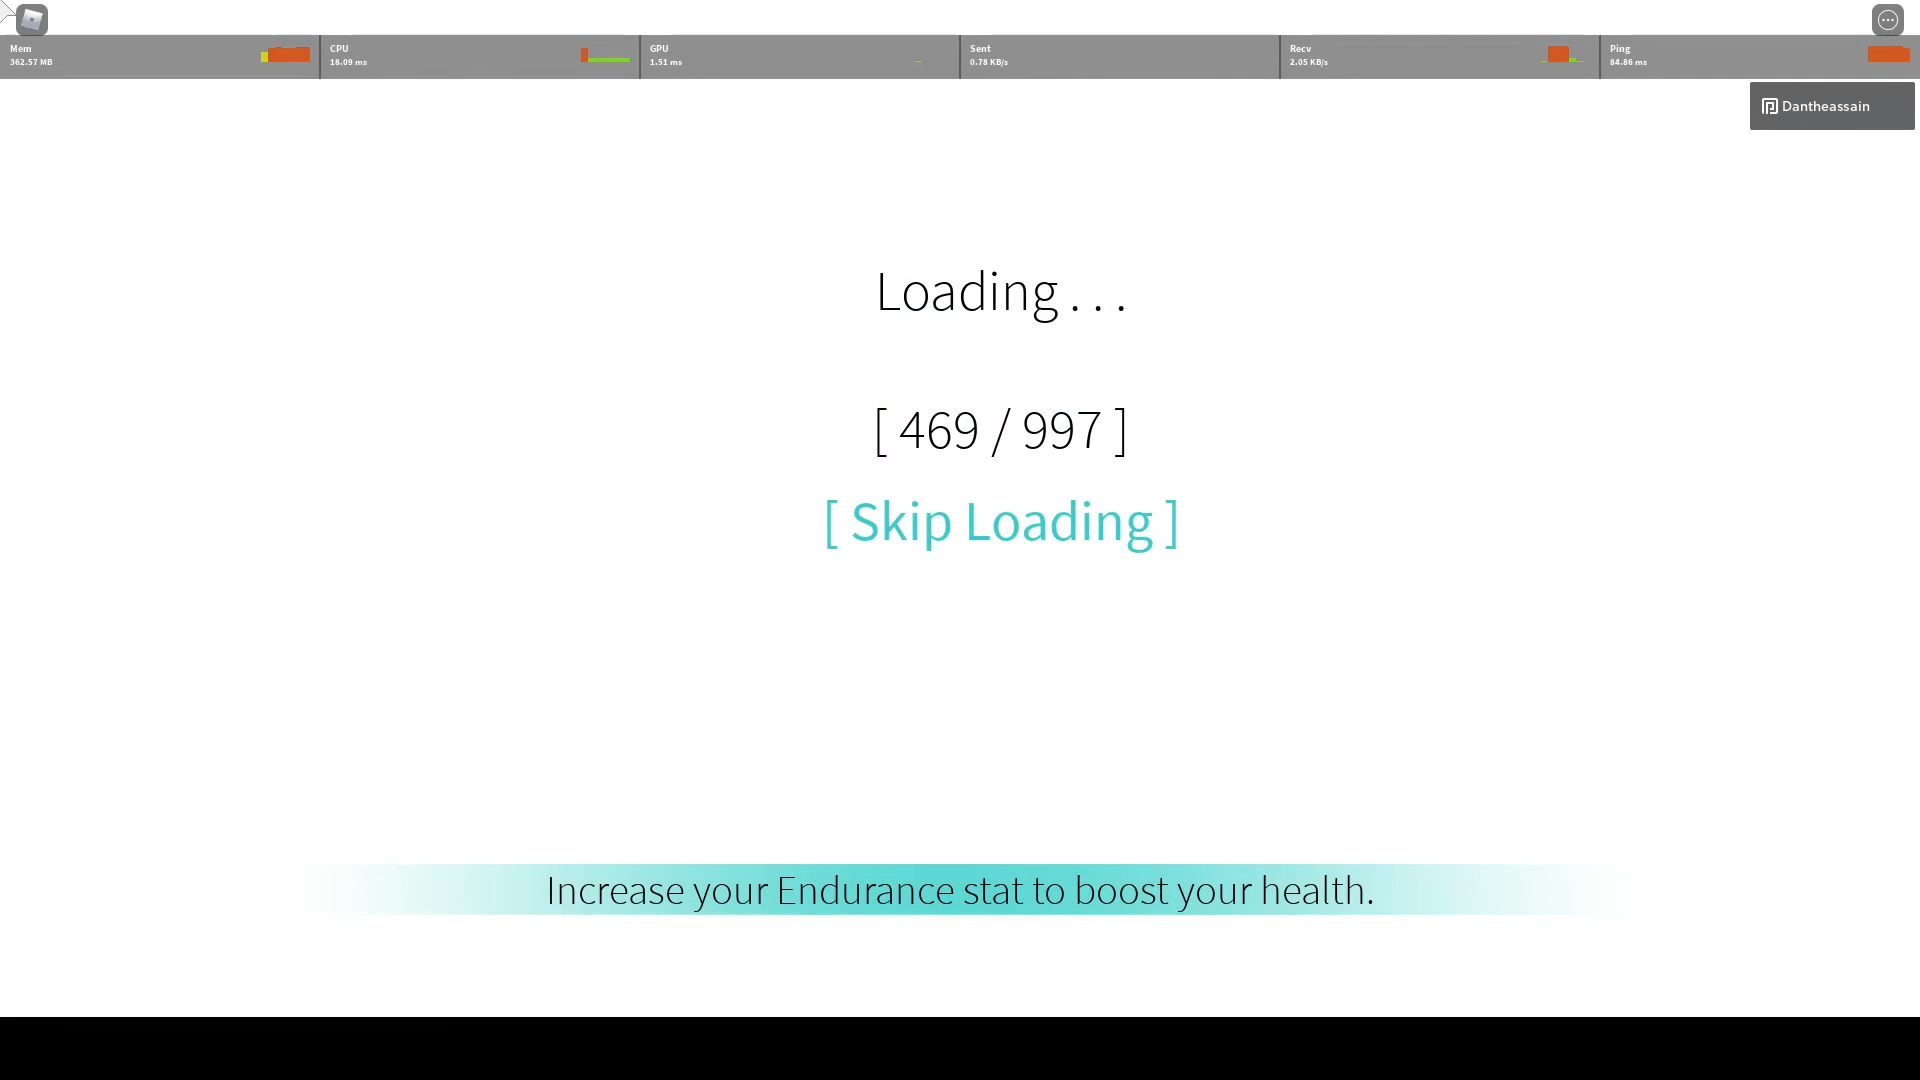 Mem
362.57 MB
CPU
18.09 ms
GPU
1.51 ms
Sent
0.78 KB/s
Recv
2.05 KB/s
Ping
84.86 ms
Dantheassain
Loading . . .
[ 469 / 997 ]
[ Skip Loading ]
Increase your Endurance stat to boost your health.